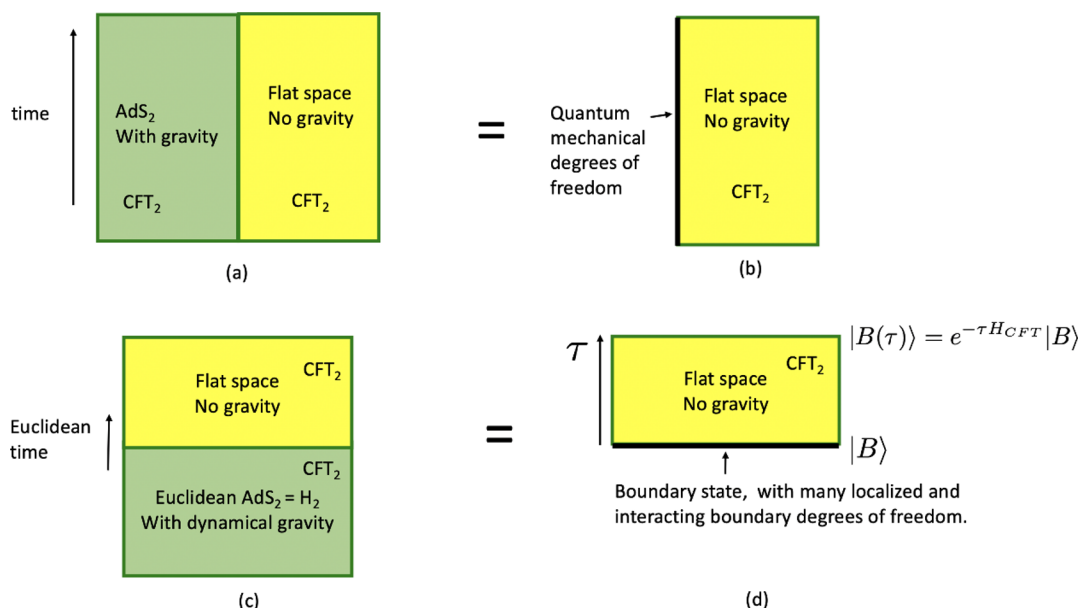 time
AdS₂
With gravity
CFT₂
Flat space
No gravity
CFT₂
(a)
=
Quantum
mechanical
degrees of
freedom
Flat space
No gravity
CFT₂
(b)
Euclidean
time
CFT₂
Flat space
No gravity
CFT₂
Euclidean AdS₂ = H₂
With dynamical gravity
(c)
=
τ
CFT₂
Flat space
No gravity
|B(τ)⟩ = e^{-τH_{CFT}}|B⟩
|B⟩
Boundary state, with many localized and
interacting boundary degrees of freedom.
(d)